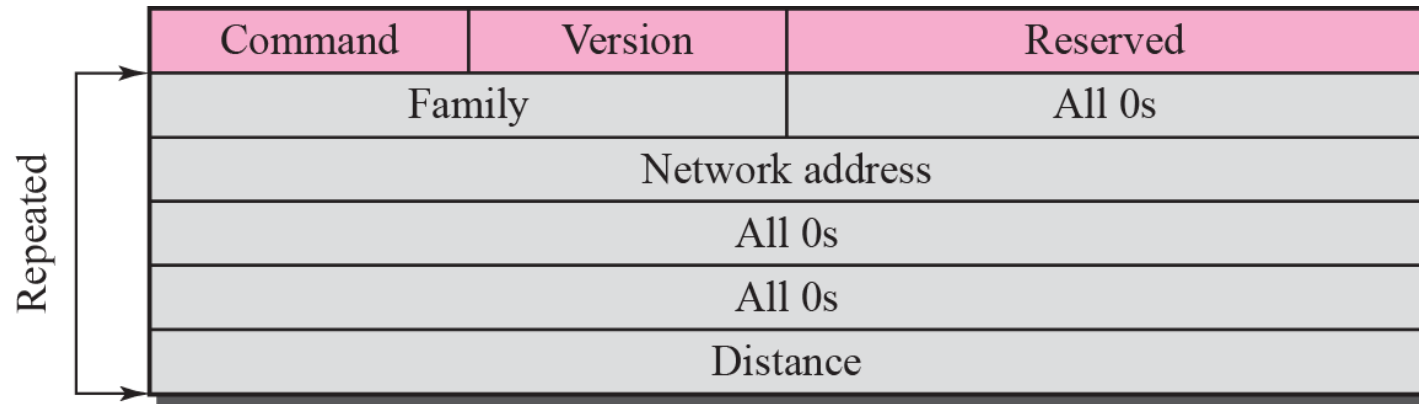 Command Version Reserved
Family All 0s
Network address
All 0s
All 0s
Distance
Repeated